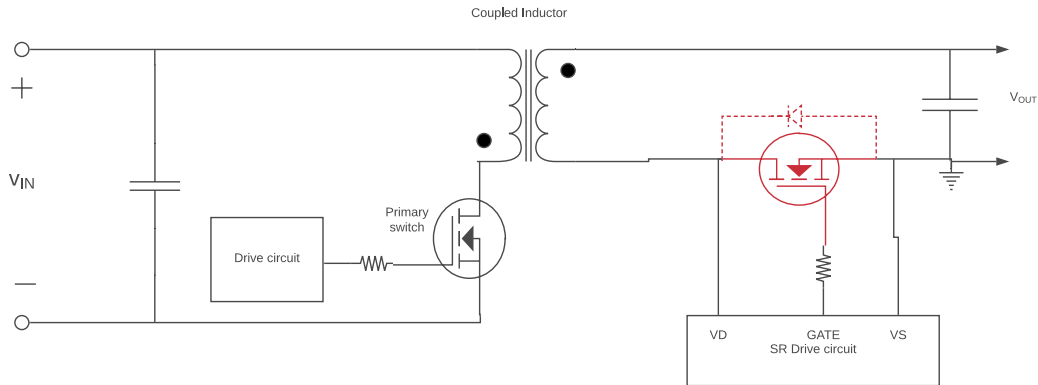 Coupled Inductor
+
VOUT
VIN
Primary
switch
Drive circuit
−
VD GATE VS
SR Drive circuit